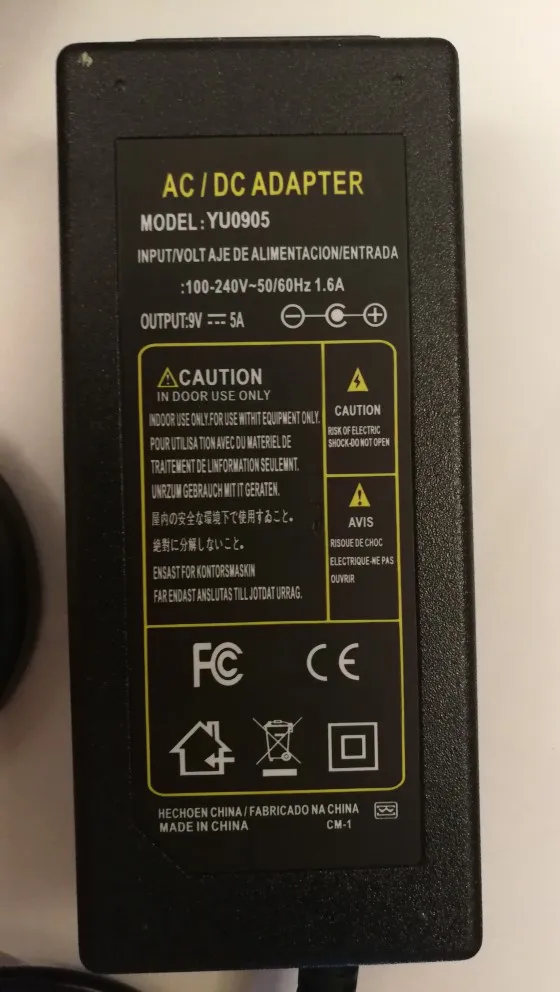 AC / DC ADAPTER
MODEL:YU0905
INPUT/VOLT AJE DE ALIMENTACION/ENTRADA
:100-240V~50/60Hz 1.6A
OUTPUT:9V 5A
CAUTION
IN DOOR USE ONLY
INDOOR USE ONLY.FOR USE WITHIT EQUIPMENT ONLY.
POUR UTILISA TION AVEC DU MATERIEL DE
TRAITEMENT DE LINFORMATION SEULEMNT.
UNRZUM GEBRAUCH MIT IT GERATEN.
屋内の安全な環境下で使用すゐこと。
絶對に分解しないこと。
ENSAST FOR KONTORSMASKIN
FAR ENDAST ANSLUTAS TILL JOTDAT URRAG.
CAUTION
RISK OF ELECTRIC
SHOCK-DO NOT OPEN
AVIS
RISOUE DE CHOC
ELECTRIQUE-NE PAS
OUVRIR
FC
CE
HECHOEN CHINA / FABRICADO NA CHINA
MADE IN CHINA CM-1